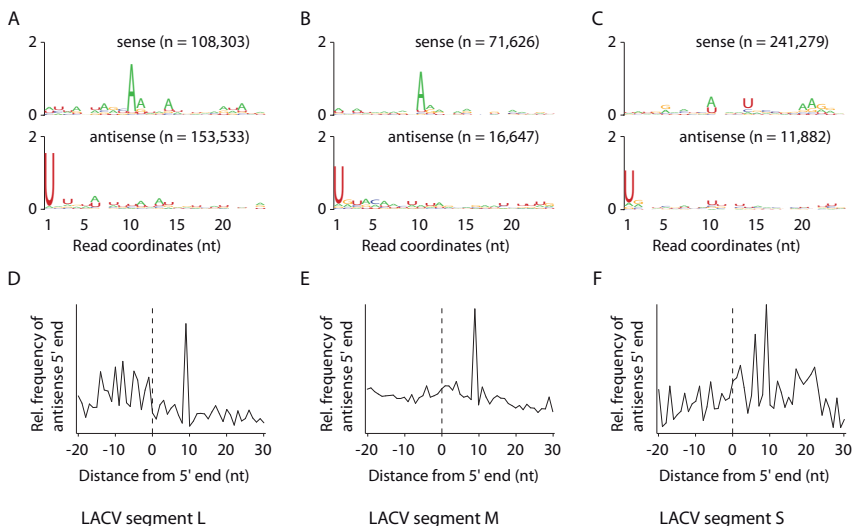 A
B
C
2
sense (n = 108,303)
0
2
sense (n = 71,626)
0
2
sense (n = 241,279)
0
2
antisense (n = 153,533)
0
2
antisense (n = 16,647)
0
2
antisense (n = 11,882)
0
1 5 10 15 20
Read coordinates (nt)
1 5 10 15 20
Read coordinates (nt)
1 5 10 15 20
Read coordinates (nt)
D
E
F
Rel. frequency of
antisense 5' end
-20 -10 0 10 20 30
Distance from 5' end (nt)
LACV segment L
Rel. frequency of
antisense 5' end
-20 -10 0 10 20 30
Distance from 5' end (nt)
LACV segment M
Rel. frequency of
antisense 5' end
-20 -10 0 10 20 30
Distance from 5' end (nt)
LACV segment S